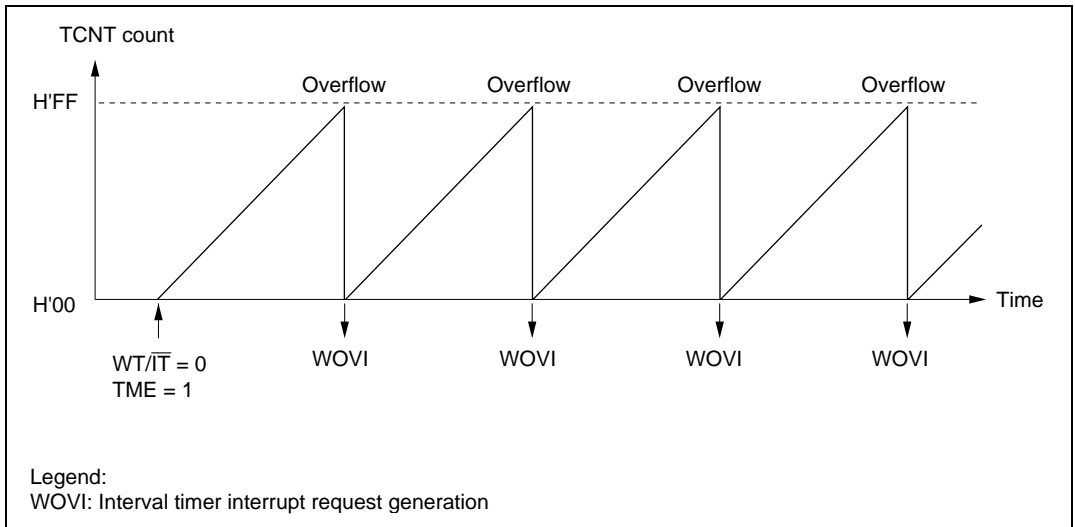 TCNT count
Overflow Overflow Overflow Overflow
H'FF
H'00
Time
WT/I̅T̅ = 0
TME = 1
WOVI WOVI WOVI WOVI
Legend:
WOVI: Interval timer interrupt request generation